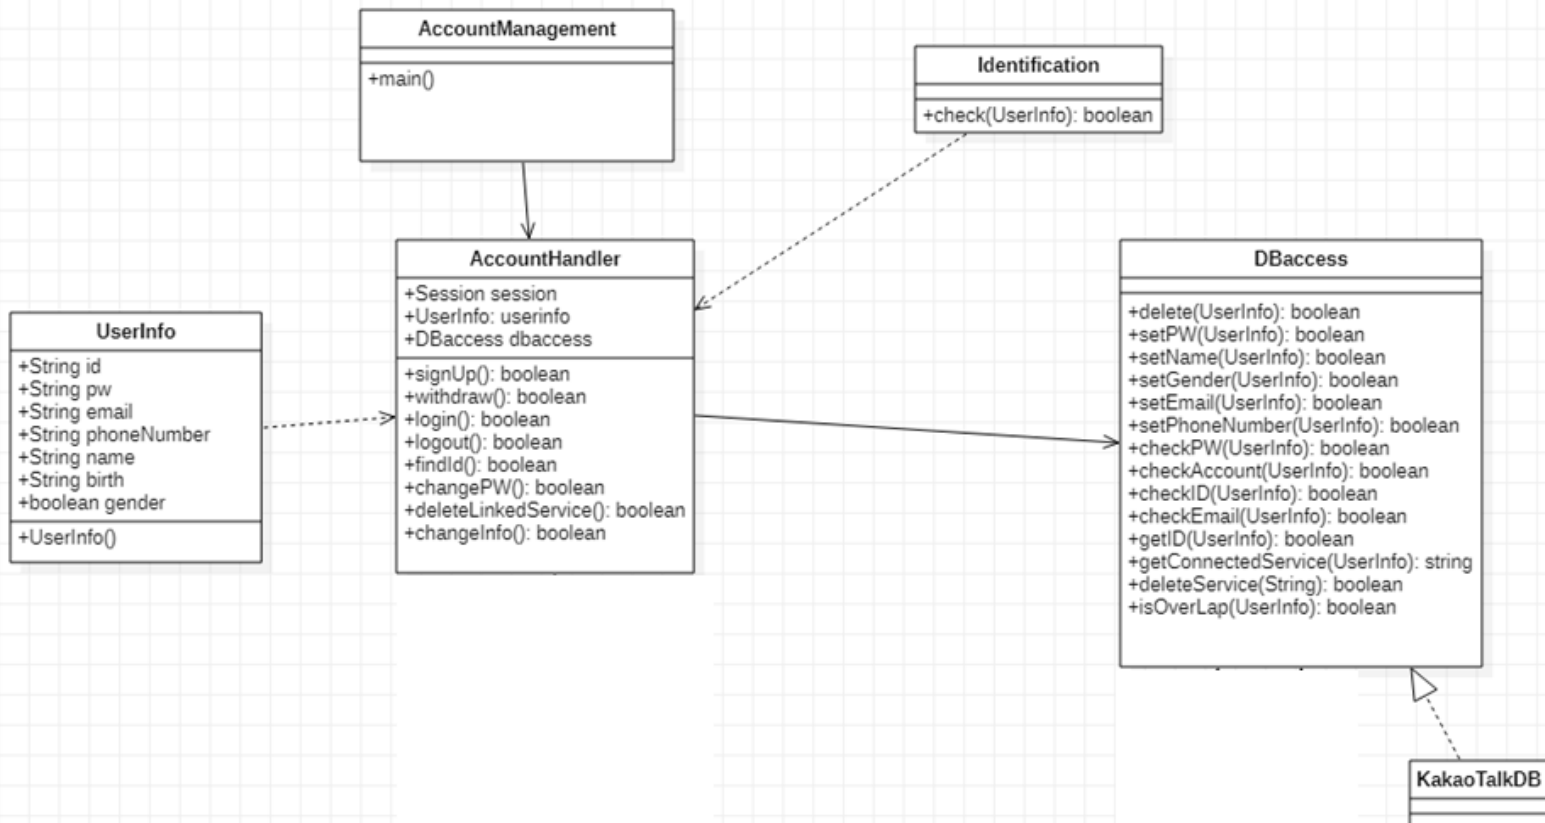 AccountManagement
+main()
Identification
+check(UserInfo): boolean
AccountHandler
+Session session
+UserInfo: userinfo
+DBaccess dbaccess
+signUp(): boolean
+withdraw(): boolean
+login(): boolean
+logout(): boolean
+findId(): boolean
+changePW(): boolean
+deleteLinkedService(): boolean
+changeInfo(): boolean
DBaccess
+delete(UserInfo): boolean
+setPW(UserInfo): boolean
+setName(UserInfo): boolean
+setGender(UserInfo): boolean
+setEmail(UserInfo): boolean
+setPhoneNumber(UserInfo): boolean
+checkPW(UserInfo): boolean
+checkAccount(UserInfo): boolean
+checkID(UserInfo): boolean
+checkEmail(UserInfo): boolean
+getID(UserInfo): boolean
+getConnectedService(UserInfo): string
+deleteService(String): boolean
+isOverLap(UserInfo): boolean
UserInfo
+String id
+String pw
+String email
+String phoneNumber
+String name
+String birth
+boolean gender
+UserInfo()
KakaoTalkDB